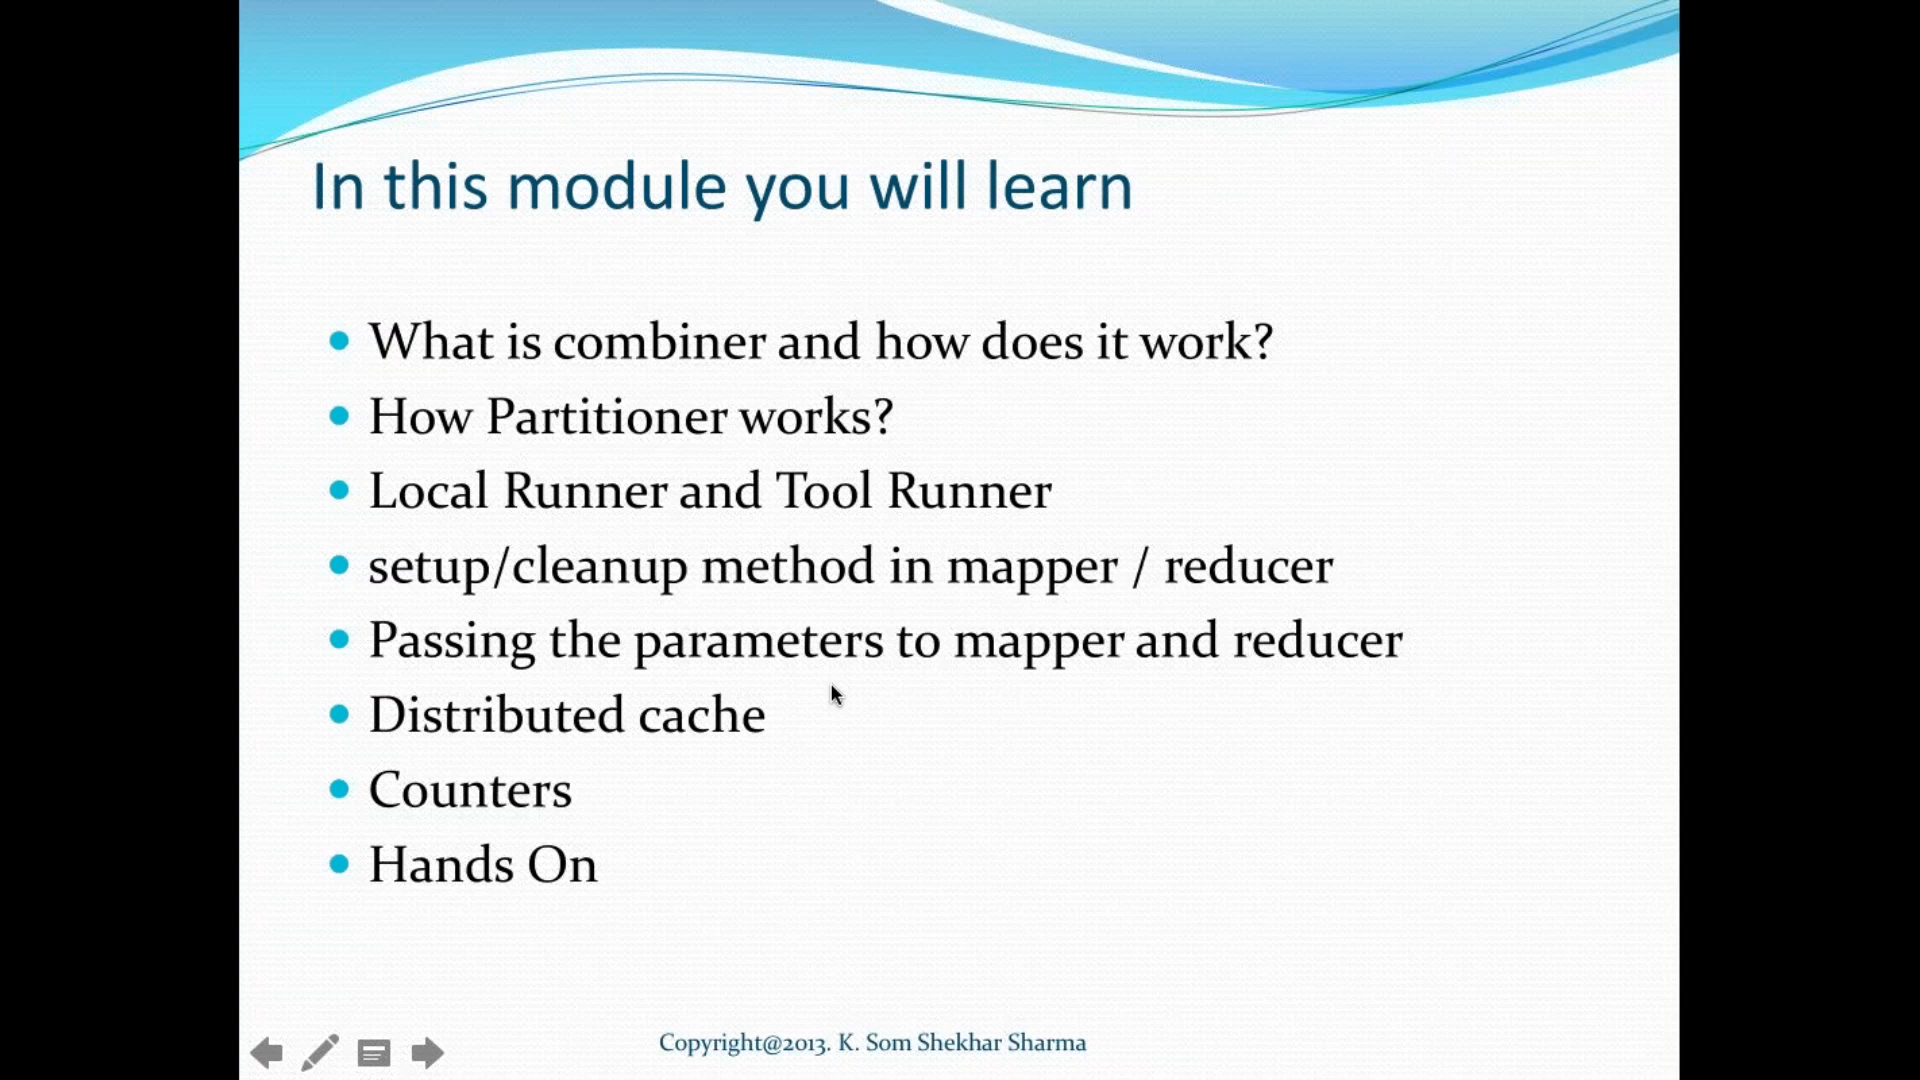 In this module you will learn
What is combiner and how does it work?
How Partitioner works?
Local Runner and Tool Runner
setup/cleanup method in mapper / reducer
Passing the parameters to mapper and reducer
Distributed cache
Counters
Hands On
Copyright@2013. K. Som Shekhar Sharma